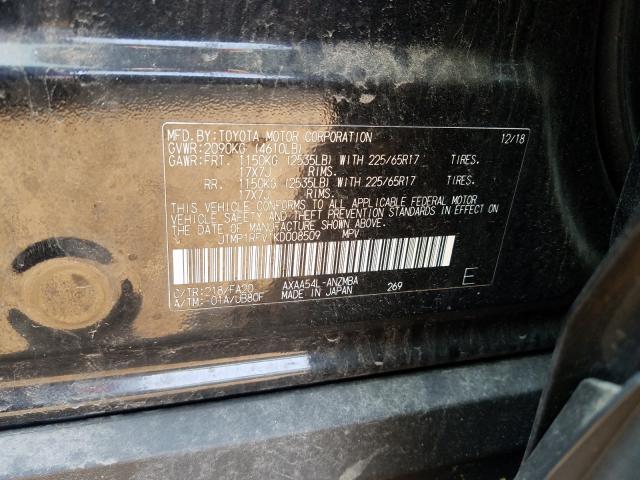 MFD. BY: TOYOTA MOTOR CORPORATION 12/18
GVWR: 2090KG (4610LB)
GAWR: FRT. 1150KG (2535LB) WITH 225/65R17 TIRES.
17X7J RIMS.
RR. 1150KG (2535LB) WITH 225/65R17 TIRES.
17X7J RIMS.
THIS VEHICLE CONFORMS TO ALL APPLICABLE FEDERAL MOTOR
VEHICLE SAFETY AND THEFT PREVENTION STANDARDS IN EFFECT ON
THE DATE OF MANUFACTURE SHOWN ABOVE.
JTMP1RFV1KD008509 MPV
C/TR: 218/FA20 AXAA54L-ANZMBA E
A/TM: -01A/UB80F MADE IN JAPAN 269